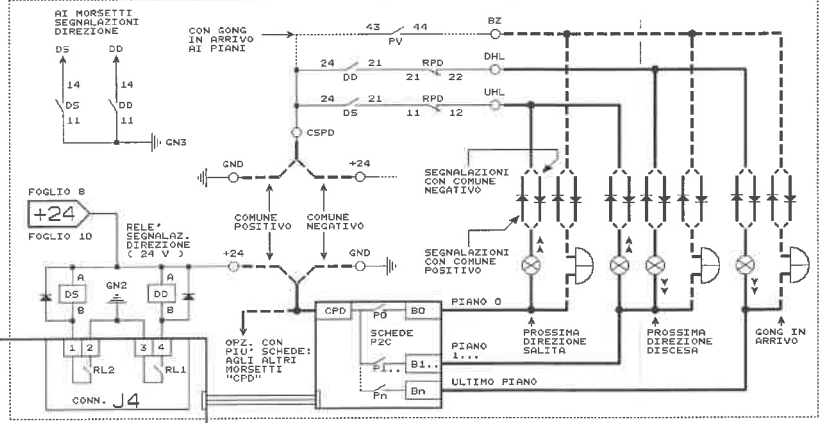 AI MORSETTI
SEGNALAZIONI
DIREZIONE
DS
DD
14
14
DS
DD
11
11
GN3
CON GONG
IN ARRIVO
AI PIANI
43
44
PV
BZ
24
21
DD
RPD
21
22
DHL
24
21
DS
RPD
11
12
UHL
CSPD
GND
+24
COMUNE
POSITIVO
COMUNE
NEGATIVO
+24
GND
SEGNALAZIONI
CON COMUNE
NEGATIVO
SEGNALAZIONI
CON COMUNE
POSITIVO
FOGLIO 8
+24
FOGLIO 10
RELE'
SEGNALAZ.
DIREZIONE
( 24 V )
A
DS
B
GN2
A
DD
B
1
2
3
4
RL2
RL1
CONN. J4
OPZ. CON
PIU' SCHEDE:
AGLI ALTRI
MORSETTI
"CPD"
CPD
P0
B0
SCHEDE
P2C
P1..
B1..
Pn
Bn
PIANO 0
PIANO
1...
ULTIMO PIANO
PROSSIMA
DIREZIONE
SALITA
PROSSIMA
DIREZIONE
DISCESA
GONG IN
ARRIVO